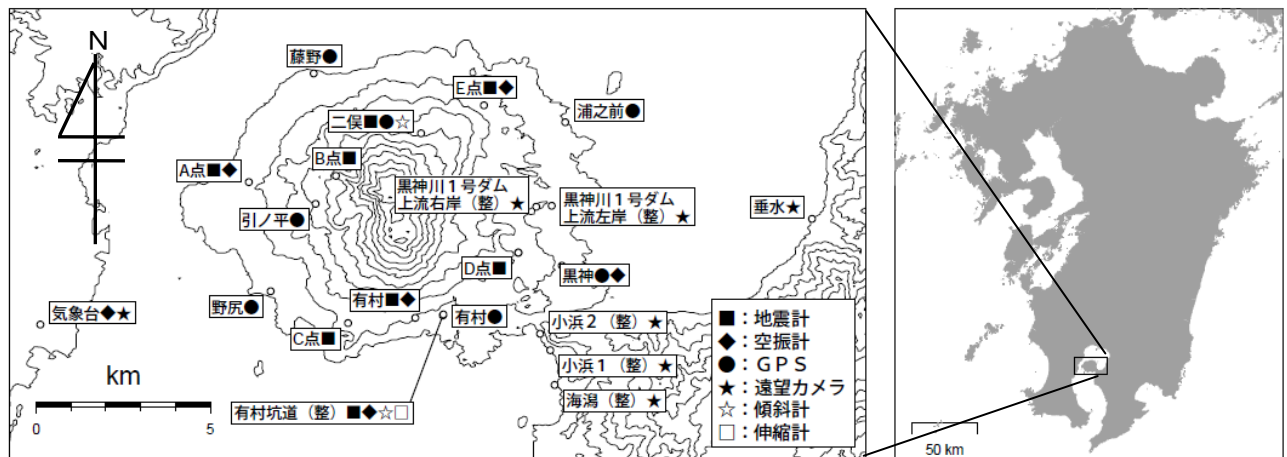 N
藤野●
E点■◆
浦之前●
二俣■●☆
B点■
A点■◆
黒神川1号ダム
上流右岸(整)★
黒神川1号ダム
上流左岸(整)★
垂水★
引ノ平●
D点■
黒神●◆
野尻●
有村■◆
有村●
気象台◆★
C点■
小浜2(整)★
小浜1(整)★
海潟(整)★
有村坑道(整)■◆☆□
km
0 5
■:地震計
◆:空振計
●:GPS
★:遠望カメラ
☆:傾斜計
□:伸縮計
50 km